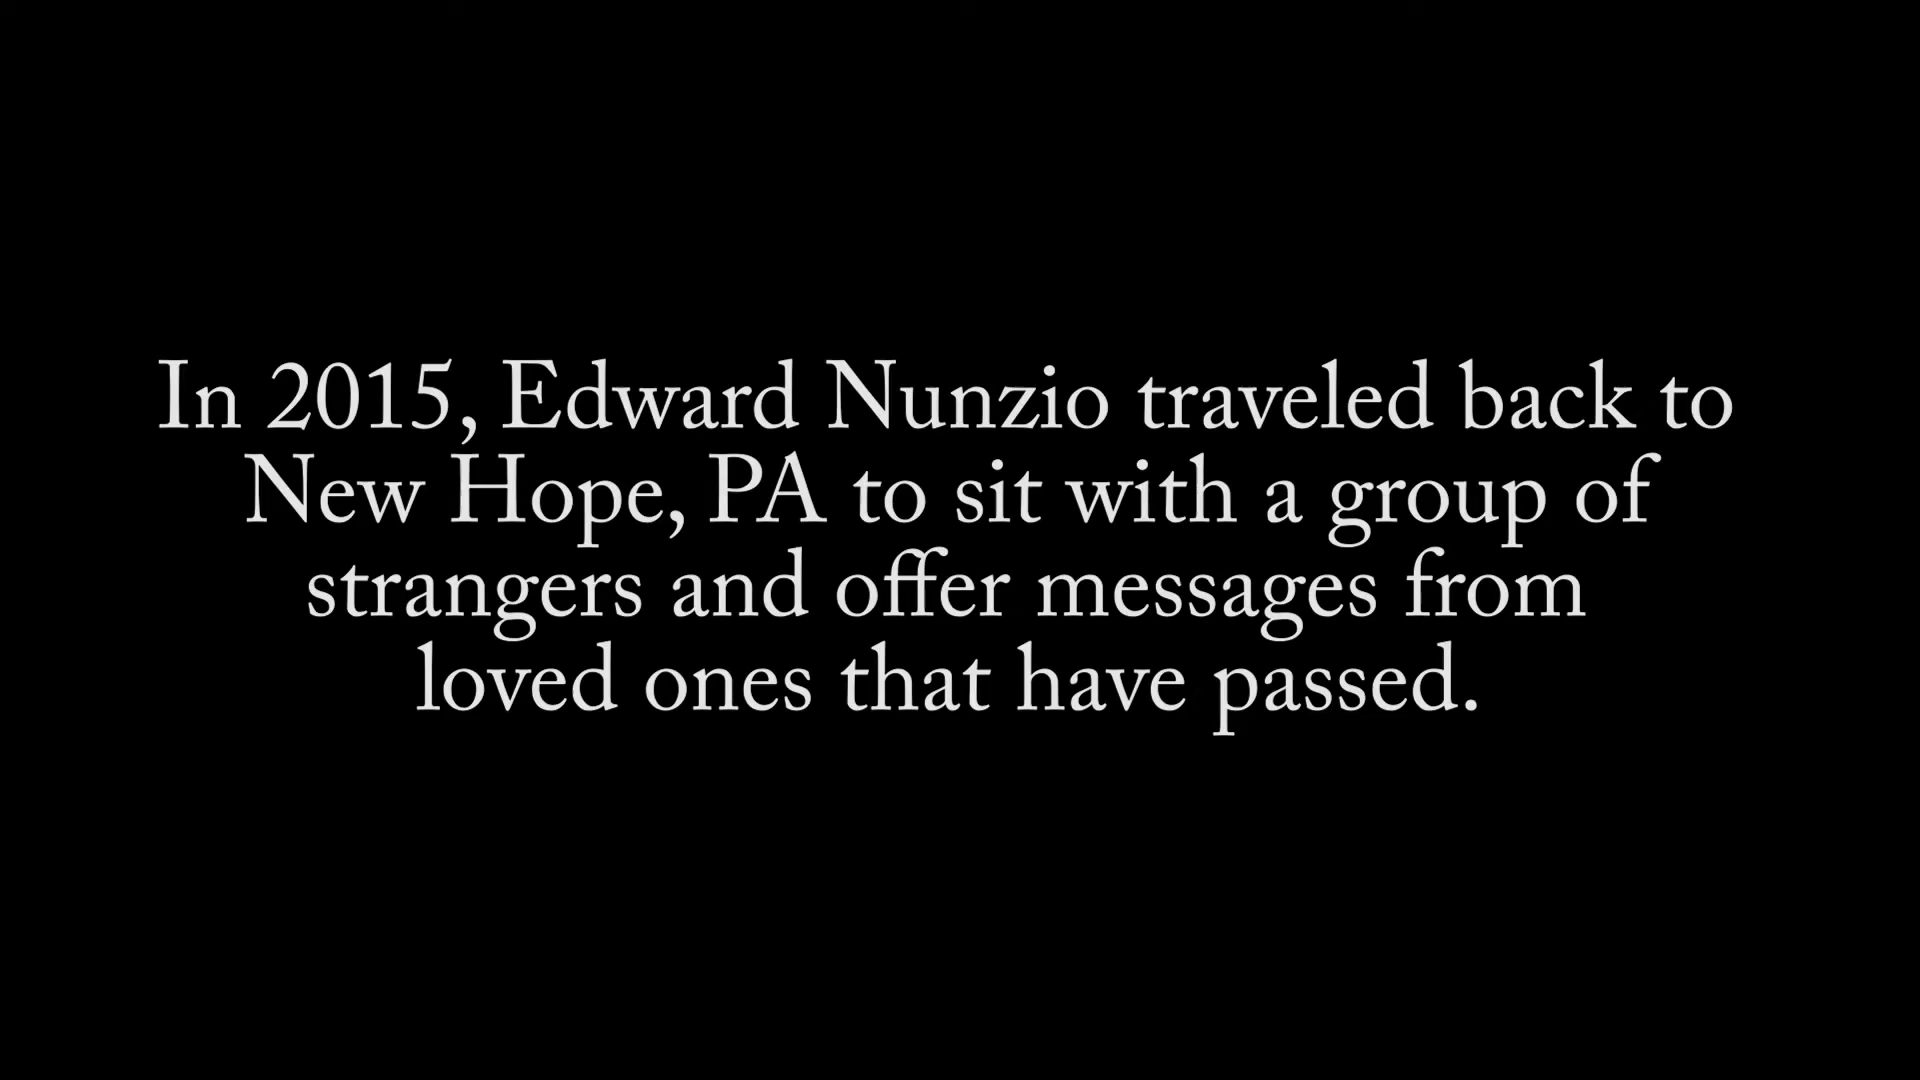 In 2015, Edward Nunzio traveled back to
New Hope, PA to sit with a group of
strangers and offer messages from
loved ones that have passed.